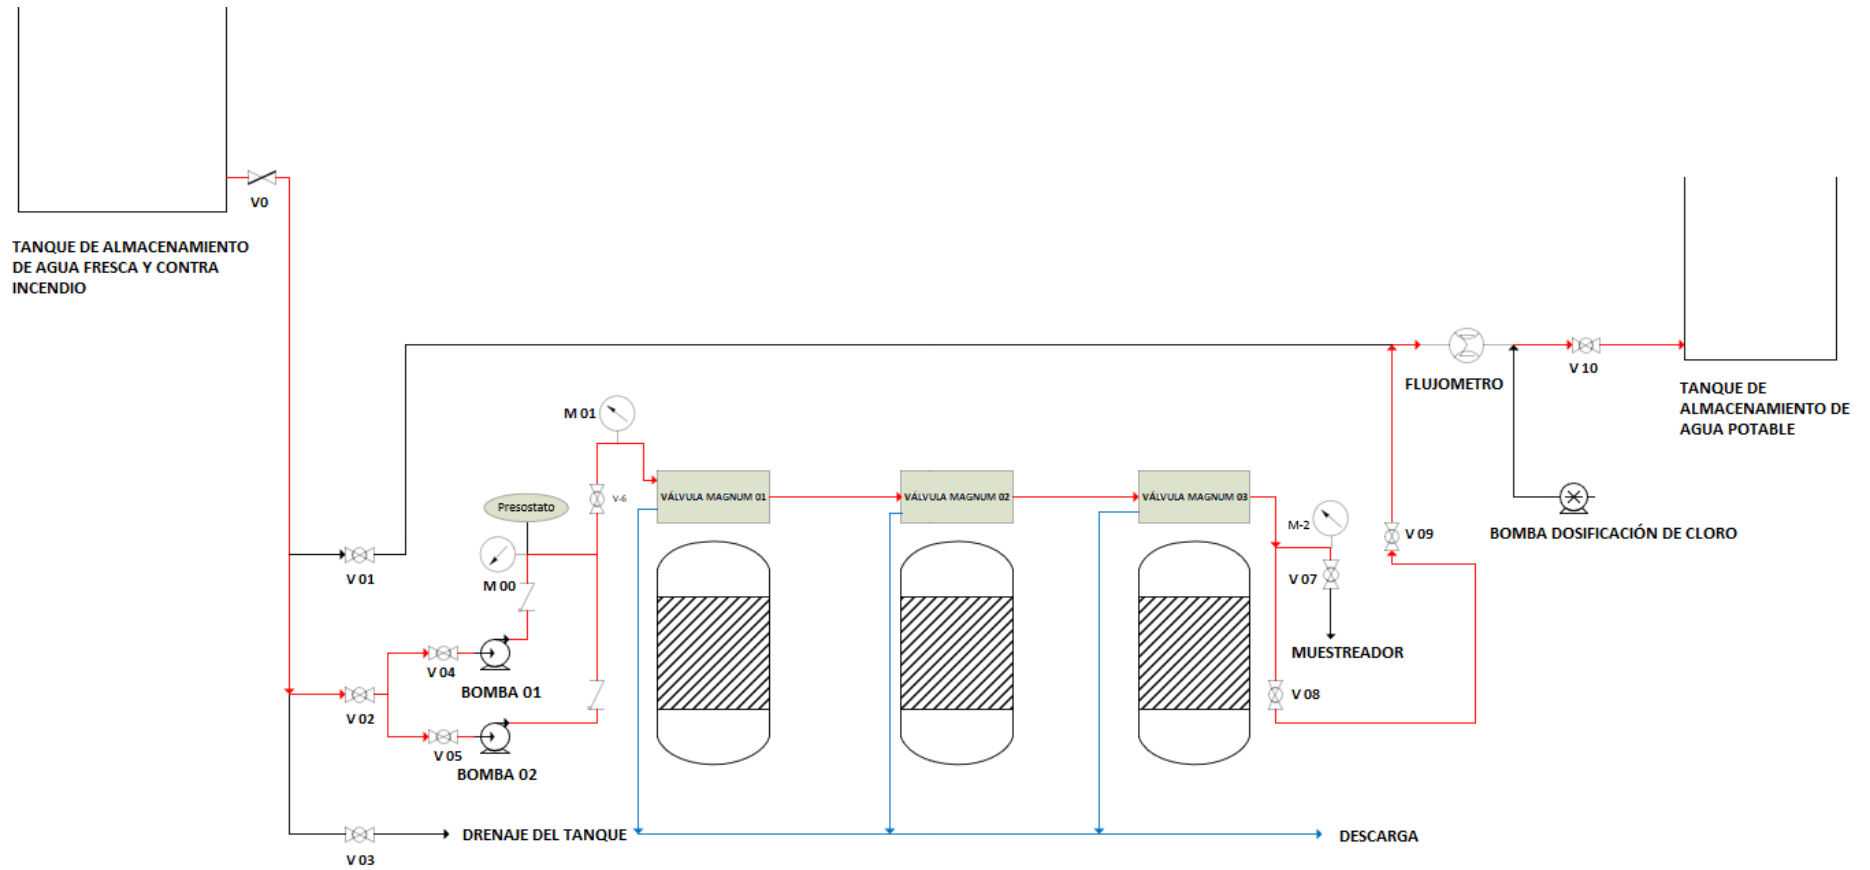 V0
TANQUE DE ALMACENAMIENTO
DE AGUA FRESCA Y CONTRA
INCENDIO
V 01
V 02
V 03
DRENAJE DEL TANQUE
V 04
BOMBA 01
V 05
BOMBA 02
Presostato
M 00
M 01
V-6
VÁLVULA MAGNUM 01
VÁLVULA MAGNUM 02
VÁLVULA MAGNUM 03
M-2
V 07
MUESTREADOR
V 08
DESCARGA
V 09
FLUJOMETRO
BOMBA DOSIFICACIÓN DE CLORO
V 10
TANQUE DE
ALMACENAMIENTO DE
AGUA POTABLE